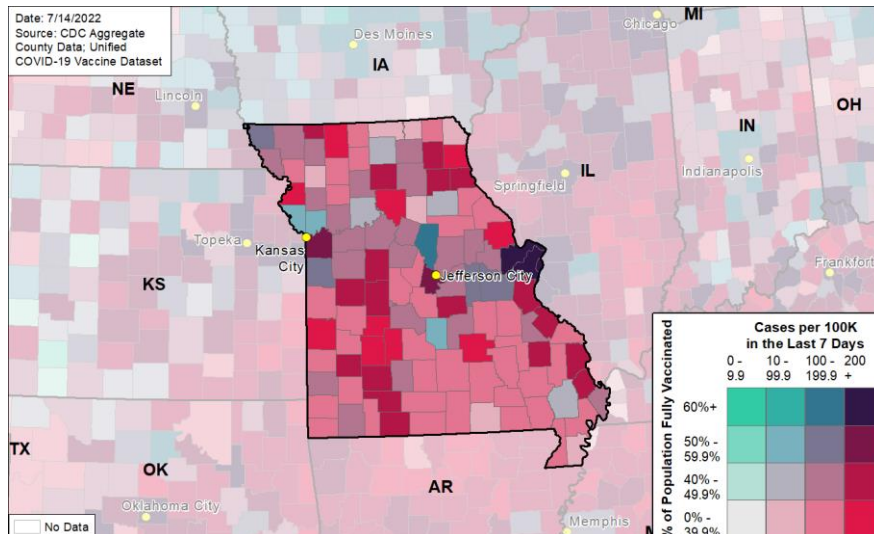 Date: 7/14/2022
Source: CDC Aggregate
County Data; Unified
COVID-19 Vaccine Dataset
Des Moines
Chicago
MI
IA
NE
Lincoln
OH
IN
IL
Indianapolis
Springfield
Topeka
Kansas
City
Jefferson City
Frankfort
KS
TX
OK
AR
Oklahoma City
Memphis
No Data
Cases per 100K
in the Last 7 Days
0 -
9.9
10 -
99.9
100 -
199.9
200
+
% of Population Fully Vaccinated
60%+
50% -
59.9%
40% -
49.9%
0% -
39.9%